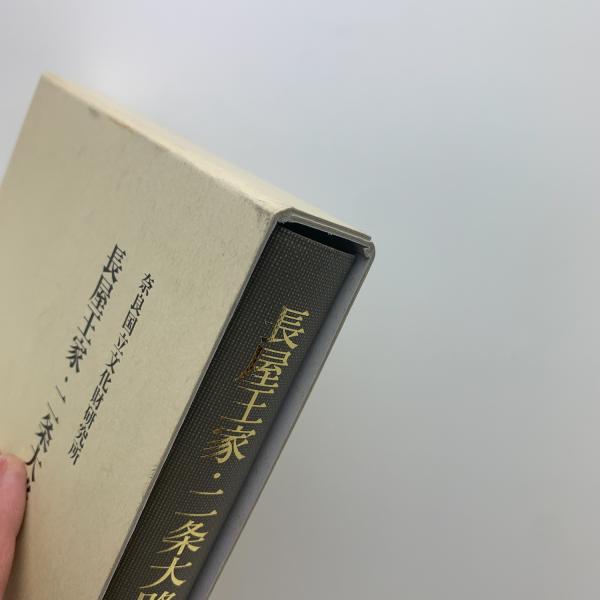 奈良国立文化財研究所
長屋王家・二条大
長屋王家・二条大路